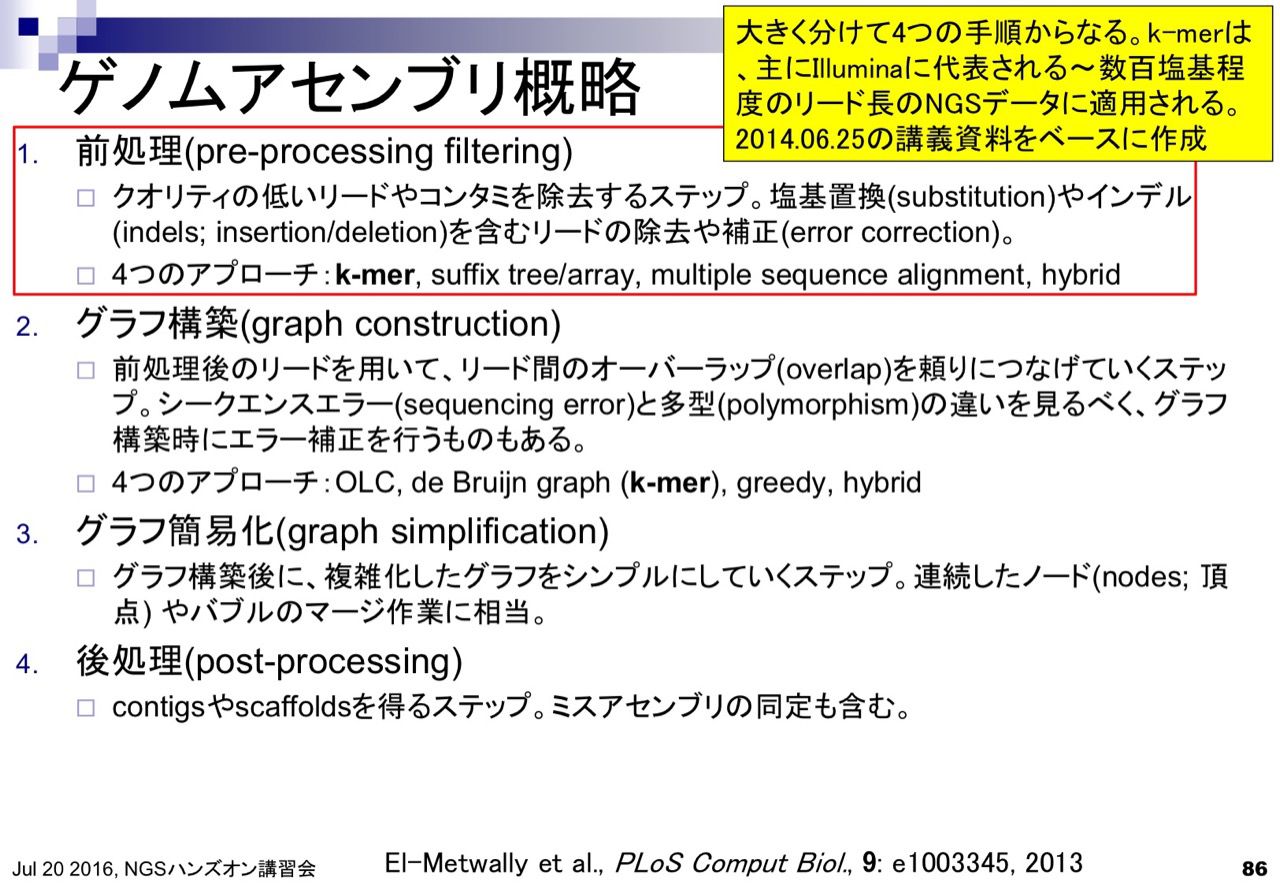 大きく分けて4つの手順からなる。k-merは
、主にIlluminaに代表される～数百塩基程
度のリード長のNGSデータに適用される。
2014.06.25の講義資料をベースに作成
ゲノムアセンブリ概略
1. 前処理(pre-processing filtering)
□ クオリティの低いリードやコンタミを除去するステップ。塩基置換(substitution)やインデル
(indels; insertion/deletion)を含むリードの除去や補正(error correction)。
□ 4つのアプローチ：k-mer, suffix tree/array, multiple sequence alignment, hybrid
2. グラフ構築(graph construction)
□ 前処理後のリードを用いて、リード間のオーバーラップ(overlap)を頼りにつなげていくステッ
プ。シークエンスエラー(sequencing error)と多型(polymorphism)の違いを見るべく、グラフ
構築時にエラー補正を行うものもある。
□ 4つのアプローチ：OLC, de Bruijn graph (k-mer), greedy, hybrid
3. グラフ簡易化(graph simplification)
□ グラフ構築後に、複雑化したグラフをシンプルにしていくステップ。連続したノード(nodes; 頂
点) やバブルのマージ作業に相当。
4. 後処理(post-processing)
□ contigsやscaffoldsを得るステップ。ミスアセンブリの同定も含む。
Jul 20 2016, NGSハンズオン講習会
El-Metwally et al., PLoS Comput Biol., 9: e1003345, 2013
86